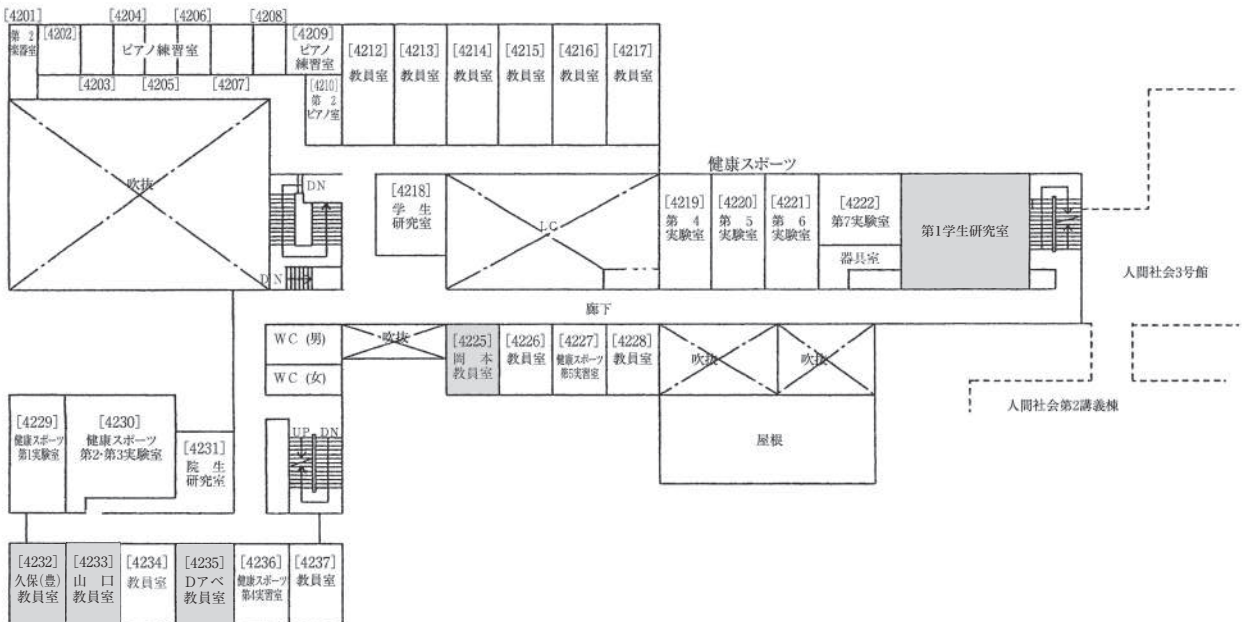 [4201]
第 2
楽器室
[4202]
[4203]
[4204]
ピアノ練習室
[4205]
[4206]
[4207]
[4208]
[4209]
ピアノ
練習室
[4210]
第 2
ピアノ室
[4212]
教員室
[4213]
教員室
[4214]
教員室
[4215]
教員室
[4216]
教員室
[4217]
教員室
吹抜
DN
DN
[4218]
学 生
研究室
LC
健康スポーツ
[4219]
第 4
実験室
[4220]
第 5
実験室
[4221]
第 6
実験室
[4222]
第7実験室
器具室
第1学生研究室
人間社会3号館
廊下
WC (男)
WC (女)
吹抜
[4225]
岡 本
教員室
[4226]
教員室
[4227]
健康スポーツ
第5実習室
[4228]
教員室
吹抜
吹抜
屋根
人間社会第2講義棟
[4229]
健康スポーツ
第1実験室
[4230]
健康スポーツ
第2・第3実験室
[4231]
院 生
研究室
UP DN
[4232]
久保(豊)
教員室
[4233]
山 口
教員室
[4234]
教員室
[4235]
Dアベ
教員室
[4236]
健康スポーツ
第4実習室
[4237]
教員室